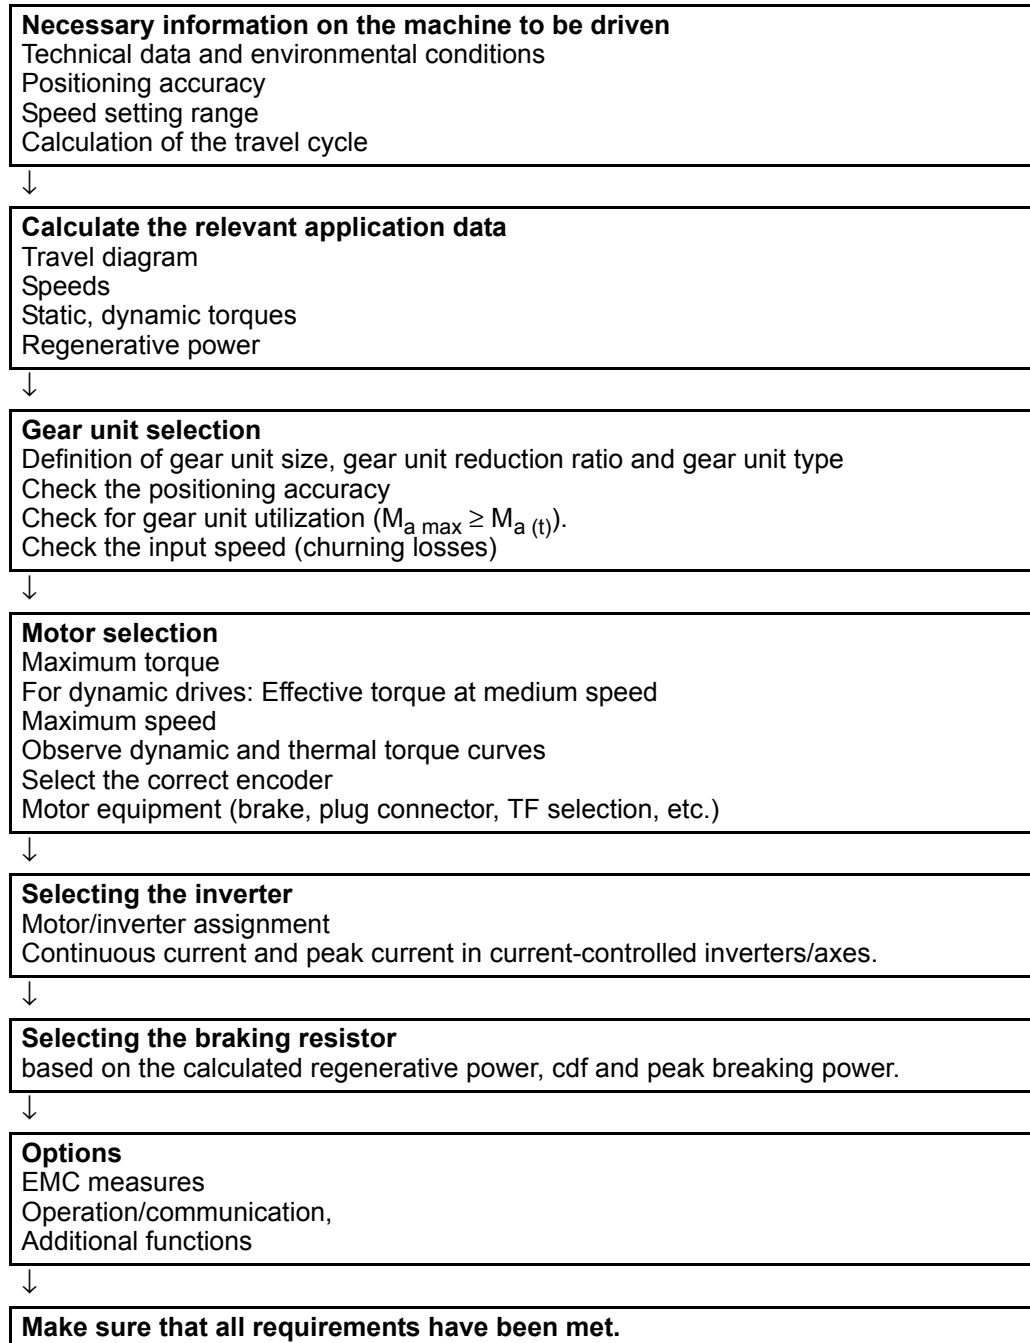 Necessary information on the machine to be driven
Technical data and environmental conditions
Positioning accuracy
Speed setting range
Calculation of the travel cycle
↓
Calculate the relevant application data
Travel diagram
Speeds
Static, dynamic torques
Regenerative power
↓
Gear unit selection
Definition of gear unit size, gear unit reduction ratio and gear unit type
Check the positioning accuracy
Check for gear unit utilization (Ma max ≥ Ma (t)).
Check the input speed (churning losses)
↓
Motor selection
Maximum torque
For dynamic drives: Effective torque at medium speed
Maximum speed
Observe dynamic and thermal torque curves
Select the correct encoder
Motor equipment (brake, plug connector, TF selection, etc.)
↓
Selecting the inverter
Motor/inverter assignment
Continuous current and peak current in current-controlled inverters/axes.
↓
Selecting the braking resistor
based on the calculated regenerative power, cdf and peak breaking power.
↓
Options
EMC measures
Operation/communication,
Additional functions
↓
Make sure that all requirements have been met.